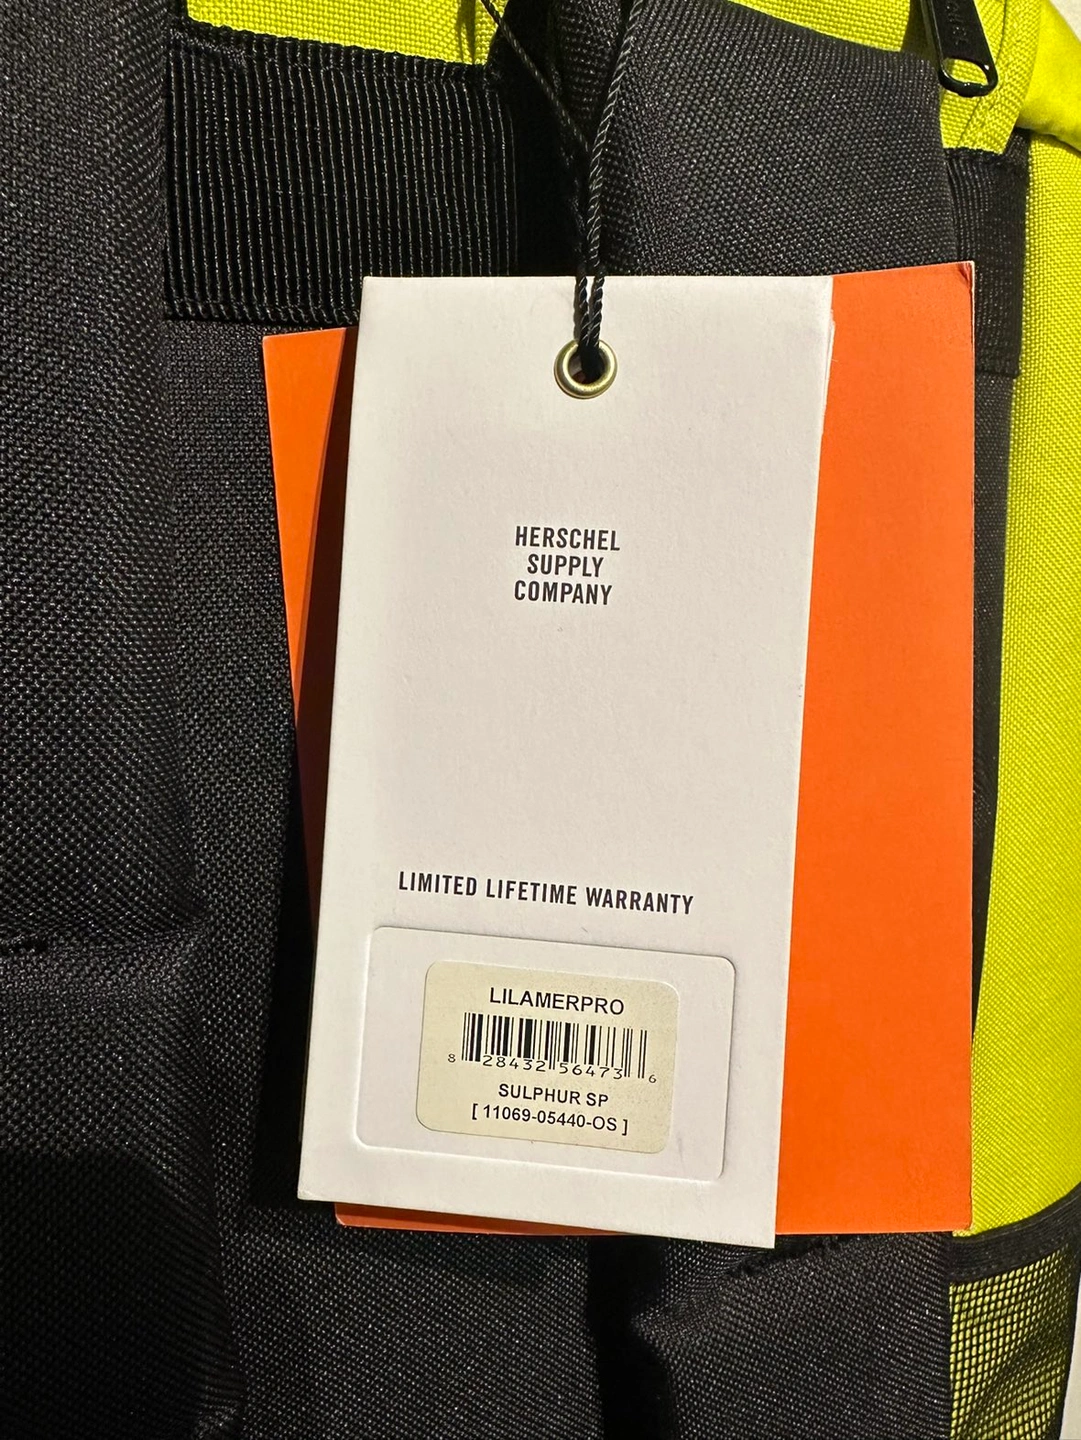 HERSCHEL
SUPPLY
COMPANY
LIMITED LIFETIME WARRANTY
LILAMERPRO
8 28432 56473 6
SULPHUR SP
[ 11069-05440-OS ]